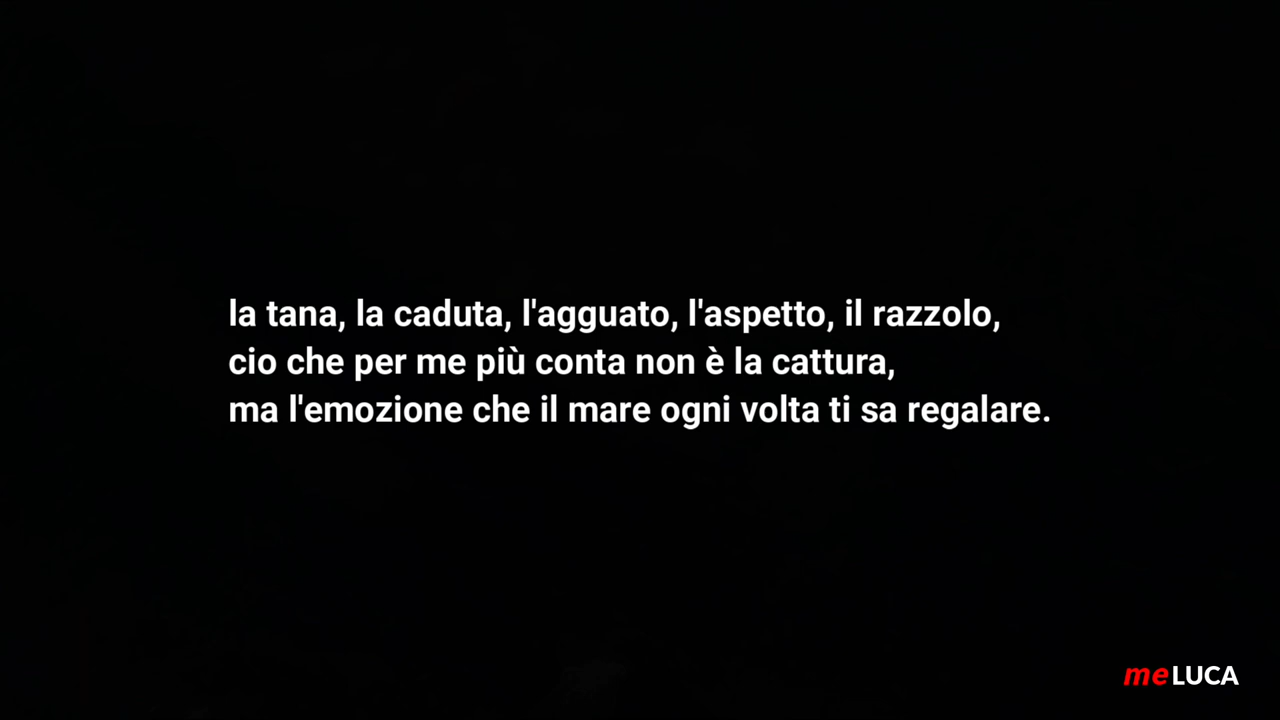 la tana, la caduta, l'agguato, l'aspetto, il razzolo,
cio che per me più conta non è la cattura,
ma l'emozione che il mare ogni volta ti sa regalare.
meLUCA